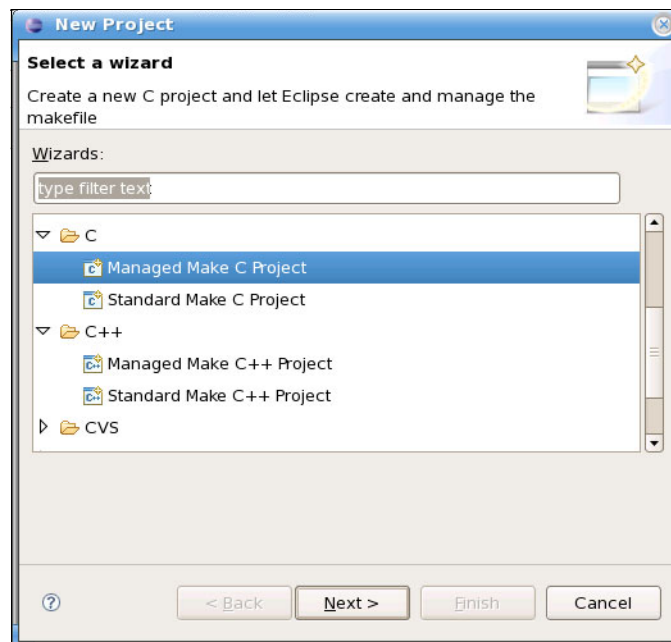 New Project
Select a wizard
Create a new C project and let Eclipse create and manage the
makefile
Wizards:
type filter text
C
Managed Make C Project
Standard Make C Project
C++
Managed Make C++ Project
Standard Make C++ Project
CVS
< Back
Next >
Finish
Cancel